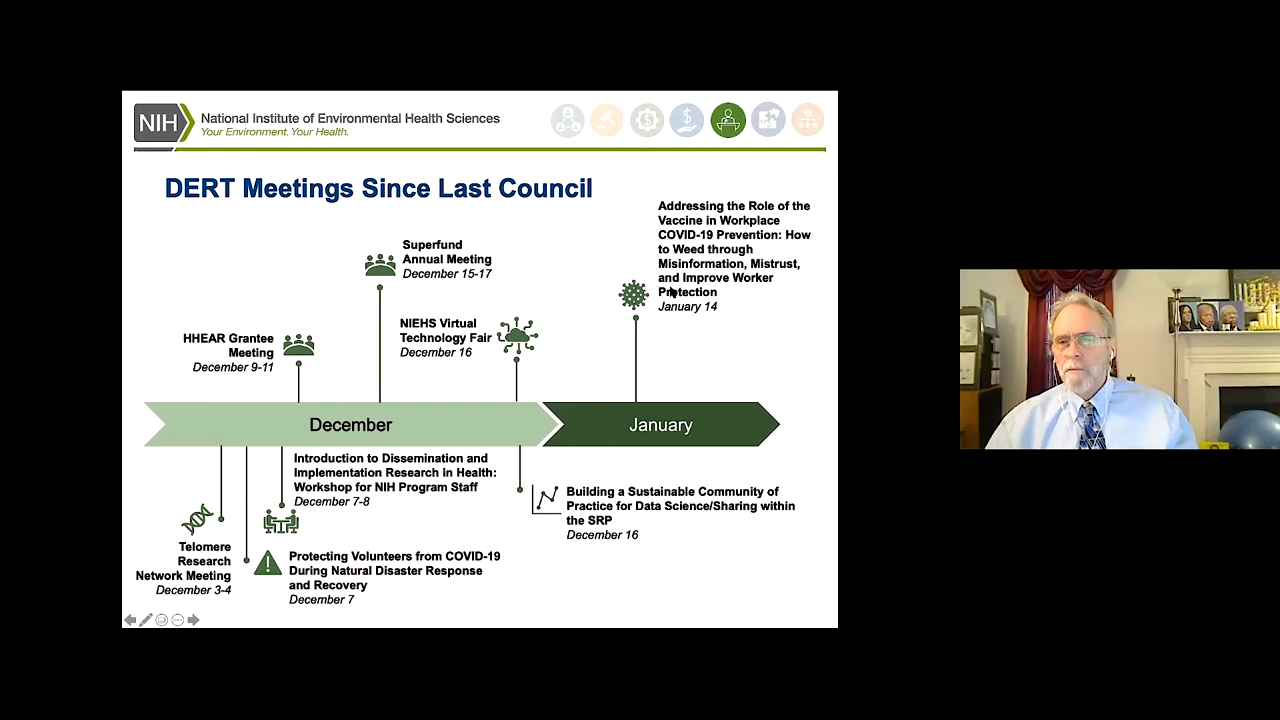 NIH
National Institute of Environmental Health Sciences
Your Environment. Your Health.
DERT Meetings Since Last Council
Addressing the Role of the
Vaccine in Workplace
COVID-19 Prevention: How
to Weed through
Misinformation, Mistrust,
and Improve Worker
Protection
January 14
Superfund
Annual Meeting
December 15-17
NIEHS Virtual
Technology Fair
December 16
HHEAR Grantee
Meeting
December 9-11
December
January
Introduction to Dissemination and
Implementation Research in Health:
Workshop for NIH Program Staff
December 7-8
Building a Sustainable Community of
Practice for Data Science/Sharing within
the SRP
December 16
Telomere
Research
Network Meeting
December 3-4
Protecting Volunteers from COVID-19
During Natural Disaster Response
and Recovery
December 7